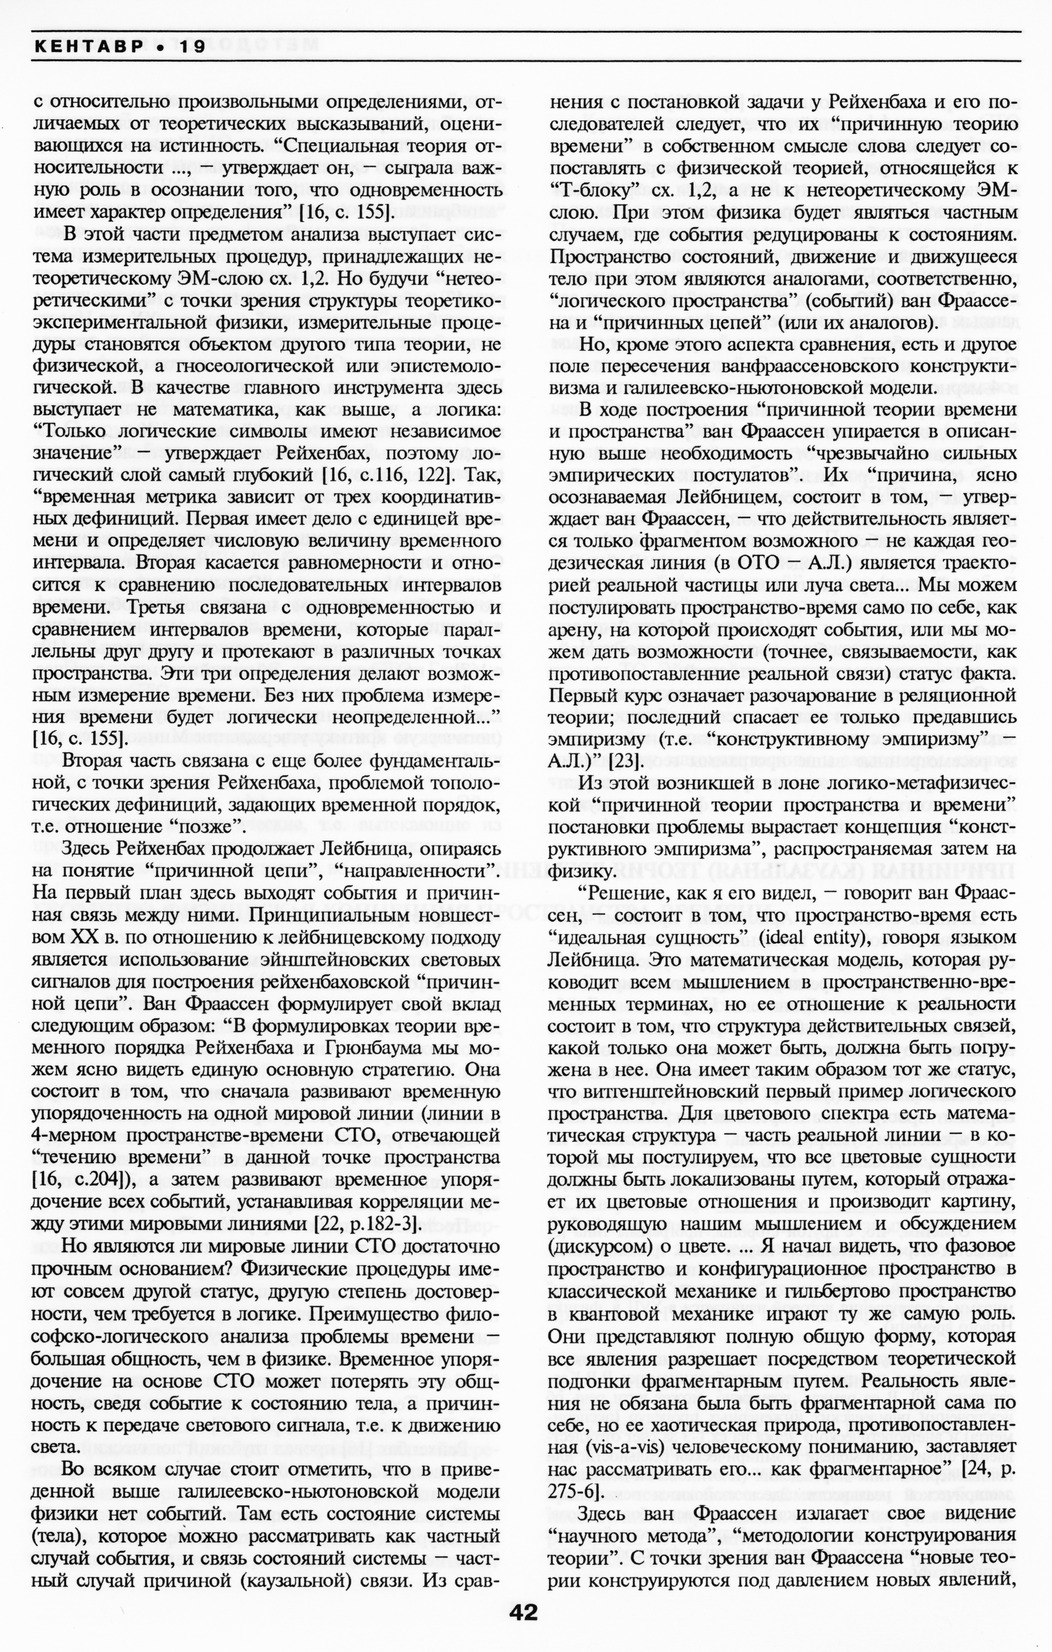 КЕНТАВР • 19
с относительно произвольными определениями, от-
личаемых от теоретических высказываний, оцени-
вающихся на истинность. “Специальная теория от-
носительности ..., — утверждает он, — сыграла важ-
ную роль в осознании того, что одновременность
имеет характер определения” [16, с. 155].
В этой части предметом анализа выступает сис-
тема измерительных процедур, принадлежащих не-
теоретическому ЭМ-слою сх. 1,2. Но будучи “нетео-
ретическими” с точки зрения структуры теоретико-
экспериментальной физики, измерительные проце-
дуры становятся объектом другого типа теории, не
физической, а гносеологической или эпистемоло-
гической. В качестве главного инструмента здесь
выступает не математика, как выше, а логика:
“Только логические символы имеют независимое
значение” — утверждает Рейхенбах, поэтому ло-
гический слой самый глубокий [16, с.116, 122]. Так,
“временная метрика зависит от трех координатив-
ных дефиниций. Первая имеет дело с единицей вре-
мени и определяет числовую величину временного
интервала. Вторая касается равномерности и отно-
сится к сравнению последовательных интервалов
времени. Третья связана с одновременностью и
сравнением интервалов времени, которые парал-
лельны друг другу и протекают в различных точках
пространства. Эти три определения делают возмож-
ным измерение времени. Без них проблема измере-
ния времени будет логически неопределенной...”
[16, с. 155].
Вторая часть связана с еще более фундаменталь-
ной, с точки зрения Рейхенбаха, проблемой тополо-
гических дефиниций, задающих временной порядок,
т.е. отношение “позже”.
Здесь Рейхенбах продолжает Лейбница, опираясь
на понятие “причинной цепи”, “направленности”.
На первый план здесь выходят события и причин-
ная связь между ними. Принципиальным новшест-
вом XX в. по отношению к лейбницевскому подходу
является использование эйнштейновских световых
сигналов для построения рейхенбаховской “причин-
ной цепи”. Ван Фраассен формулирует свой вклад
следующим образом: “В формулировках теории вре-
менного порядка Рейхенбаха и Грюнбаума мы мо-
жем ясно видеть единую основную стратегию. Она
состоит в том, что сначала развивают временную
упорядоченность на одной мировой линии (линии в
4-мерном пространстве-времени СТО, отвечающей
“течению времени” в данной точке пространства
[16, с.204]), а затем развивают временное упоря-
дочение всех событий, устанавливая корреляции ме-
жду этими мировыми линиями [22, p.182-3].
Но являются ли мировые линии СТО достаточно
прочным основанием? Физические процедуры име-
ют совсем другой статус, другую степень достовер-
ности, чем требуется в логике. Преимущество фило-
софско-логического анализа проблемы времени —
большая общность, чем в физике. Временное упоря-
дочение на основе СТО может потерять эту общ-
ность, сведя событие к состоянию тела, а причин-
ность к передаче светового сигнала, т.е. к движению
света.
Во всяком случае стоит отметить, что в приве-
денной выше галилеевско-ньютоновской модели
физики нет событий. Там есть состояние системы
(тела), которое можно рассматривать как частный
случай события, и связь состояний системы — част-
ный случай причиной (каузальной) связи. Из срав-
нения с постановкой задачи у Рейхенбаха и его по-
следователей следует, что их “причинную теорию
времени” в собственном смысле слова следует со-
поставлять с физической теорией, относящейся к
“Т-блоку” сх. 1,2, а не к нетеоретическому ЭМ-
слою. При этом физика будет являться частным
случаем, где события редуцированы к состояниям.
Пространство состояний, движение и движущееся
тело при этом являются аналогами, соответственно,
“логического пространства” (событий) ван Фраассе-
на и “причинных цепей” (или их аналогов).
Но, кроме этого аспекта сравнения, есть и другое
поле пересечения ванфраассеновского конструкти-
визма и галилеевско-ньютоновской модели.
В ходе построения “причинной теории времени
и пространства” ван Фраассен упирается в описан-
ную выше необходимость “чрезвычайно сильных
эмпирических постулатов”. Их “причина, ясно
осознаваемая Лейбницем, состоит в том, — утвер-
ждает ван Фраассен, — что действительность являет-
ся только фрагментом возможного — не каждая гео-
дезическая линия (в ОТО — А.Л.) является траекто-
рией реальной частицы или луча света... Мы можем
постулировать пространство-время само по себе, как
арену, на которой происходят события, или мы мо-
жем дать возможности (точнее, связываемости, как
противопоставленние реальной связи) статус факта.
Первый курс означает разочарование в реляционной
теории; последний спасает ее только предавшись
эмпиризму (т.е. “конструктивному эмпиризму” —
А.Л.)” [23].
Из этой возникшей в лоне логико-метафизичес-
кой “причинной теории пространства и времени”
постановки проблемы вырастает концепция “конст-
руктивного эмпиризма”, распространяемая затем на
физику.
“Решение, как я его видел, — говорит ван Фраас-
сен, — состоит в том, что пространство-время есть
“идеальная сущность” (ideal entity), говоря языком
Лейбница. Это математическая модель, которая ру-
ководит всем мышлением в пространственно-вре-
менных терминах, но ее отношение к реальности
состоит в том, что структура действительных связей,
какой только она может быть, должна быть погру-
жена в нее. Она имеет таким образом тот же статус,
что витгенштейновский первый пример логического
пространства. Для цветового спектра есть матема-
тическая структура — часть реальной линии — в ко-
торой мы постулируем, что все цветовые сущности
должны быть локализованы путем, который отража-
ет их цветовые отношения и производит картину,
руководящую нашим мышлением и обсуждением
(дискурсом) о цвете. ... Я начал видеть, что фазовое
пространство и конфигурационное пространство в
классической механике и гильбертово пространство
в квантовой механике играют ту же самую роль.
Они представляют полную общую форму, которая
все явления разрешает посредством теоретической
подгонки фрагментарным путем. Реальность явле-
ния не обязана была быть фрагментарной сама по
себе, но ее хаотическая природа, противопоставлен-
ная (vis-a-vis) человеческому пониманию, заставляет
нас рассматривать его... как фрагментарное” [24, p.
275-6].
Здесь ван Фраассен излагает свое видение
“научного метода”, “методологии конструирования
теории”. С точки зрения ван Фраассена “новые тео-
рии конструируются под давлением новых явлений,
42